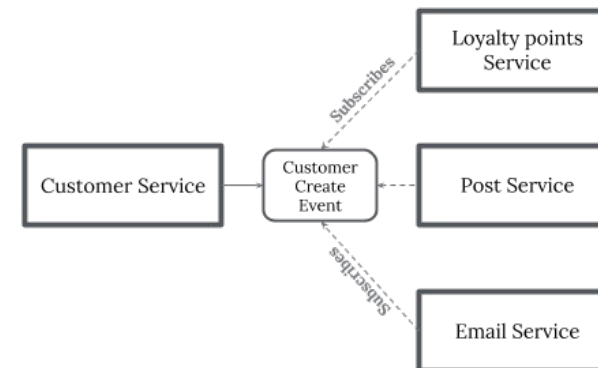 Loyalty points
Service
Subscribes
Customer Service
Customer
Create
Event
Post Service
Subscribes
Email Service